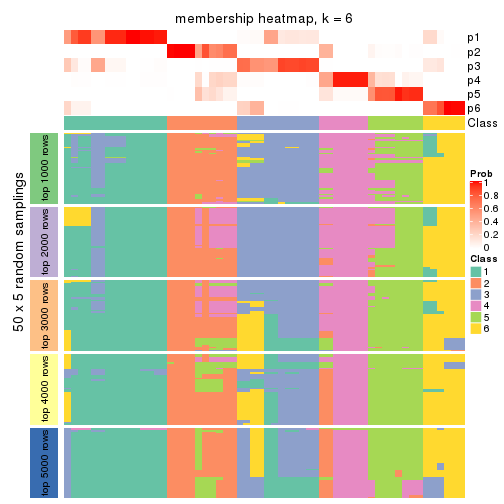 membership heatmap, k = 6
p1
p2
p3
p4
p5
p6
Class
50 x 5 random samplings
top 1000 rows
top 2000 rows
top 3000 rows
top 4000 rows
top 5000 rows
Prob
1
0.8
0.6
0.4
0.2
0
Class
1
2
3
4
5
6